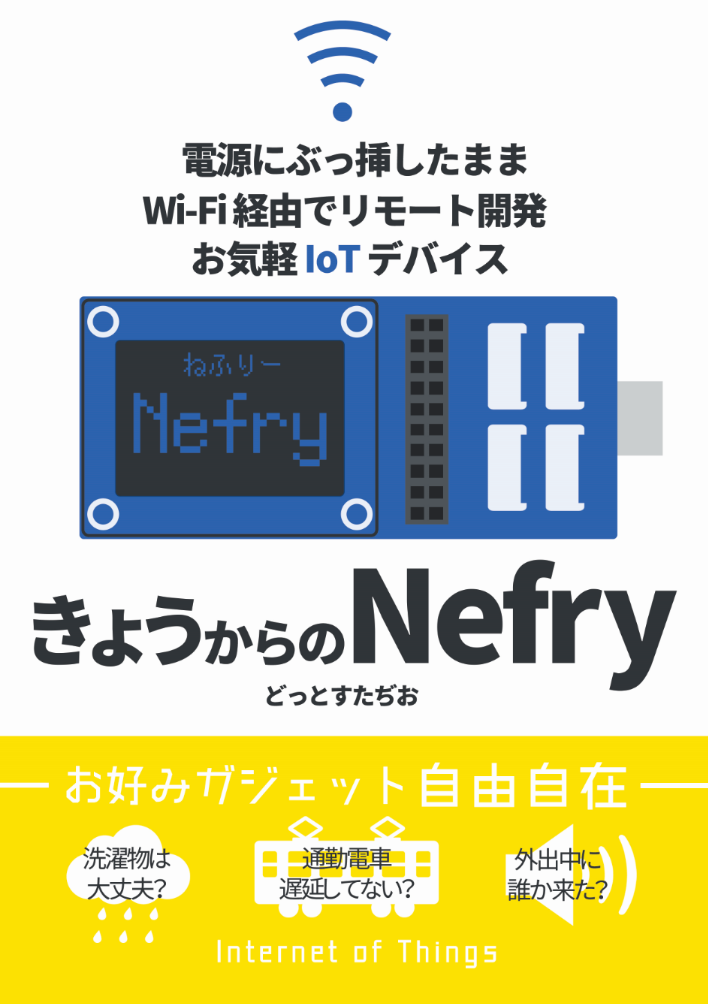 電源にぶっ挿したまま
Wi-Fi経由でリモート開発
お気軽IoTデバイス
ねふりー
Nefry
きょうからのNefry
どっとすたぢお
お好みガジェット自由自在
洗濯物は
大丈夫?
通勤電車
遅延してない?
外出中に
誰か来た?
Internet of Things